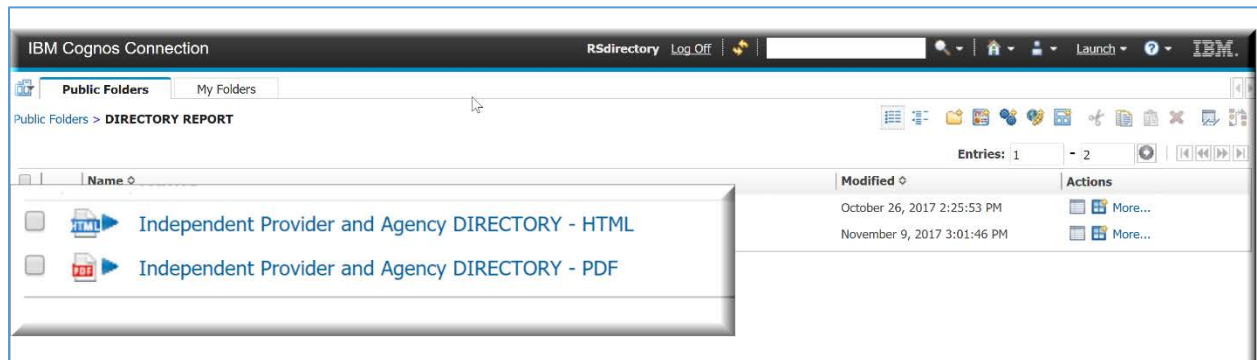 IBM Cognos Connection RSdirectory Log Off Launch IBM.
Public Folders My Folders
Public Folders > DIRECTORY REPORT
Entries: 1 - 2
Name Modified Actions
HTML Independent Provider and Agency DIRECTORY - HTML October 26, 2017 2:25:53 PM More...
PDF Independent Provider and Agency DIRECTORY - PDF November 9, 2017 3:01:46 PM More...